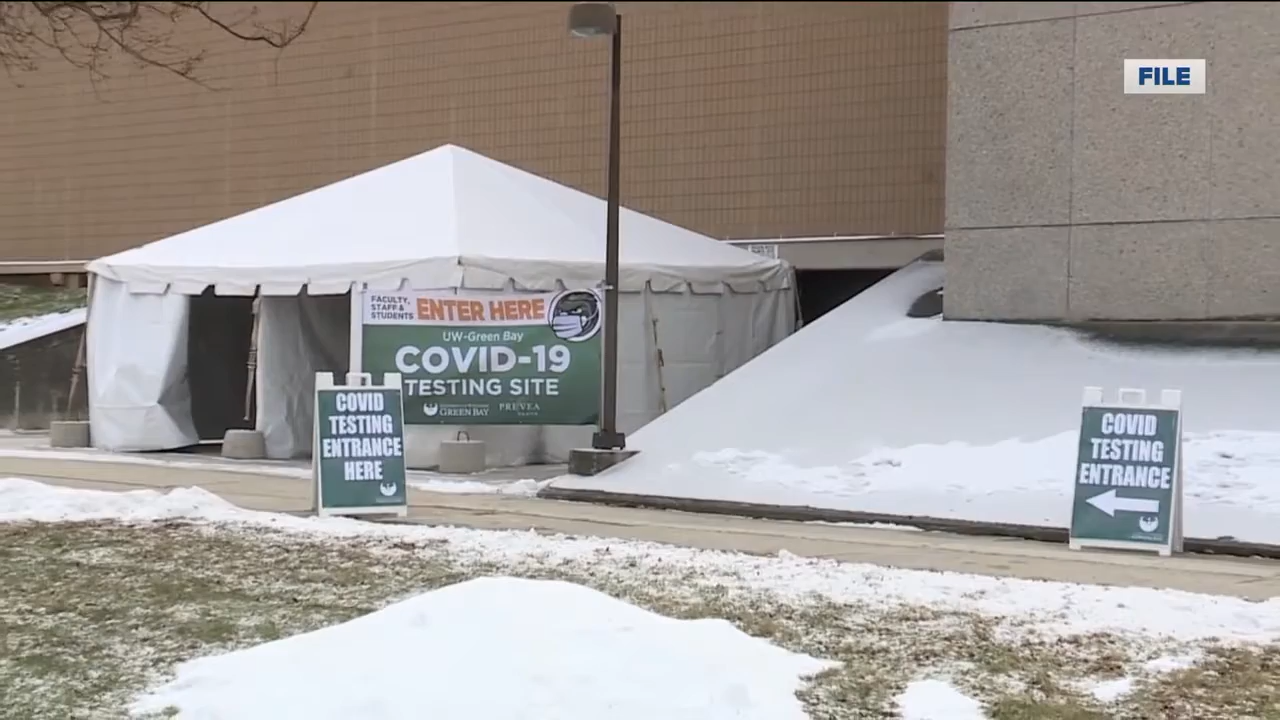 FILE
FACULTY,
STAFF &
STUDENTS
ENTER HERE
UW-Green Bay
COVID-19
TESTING SITE
GREEN BAY
PREVEA
COVID
TESTING
ENTRANCE
HERE
COVID
TESTING
ENTRANCE